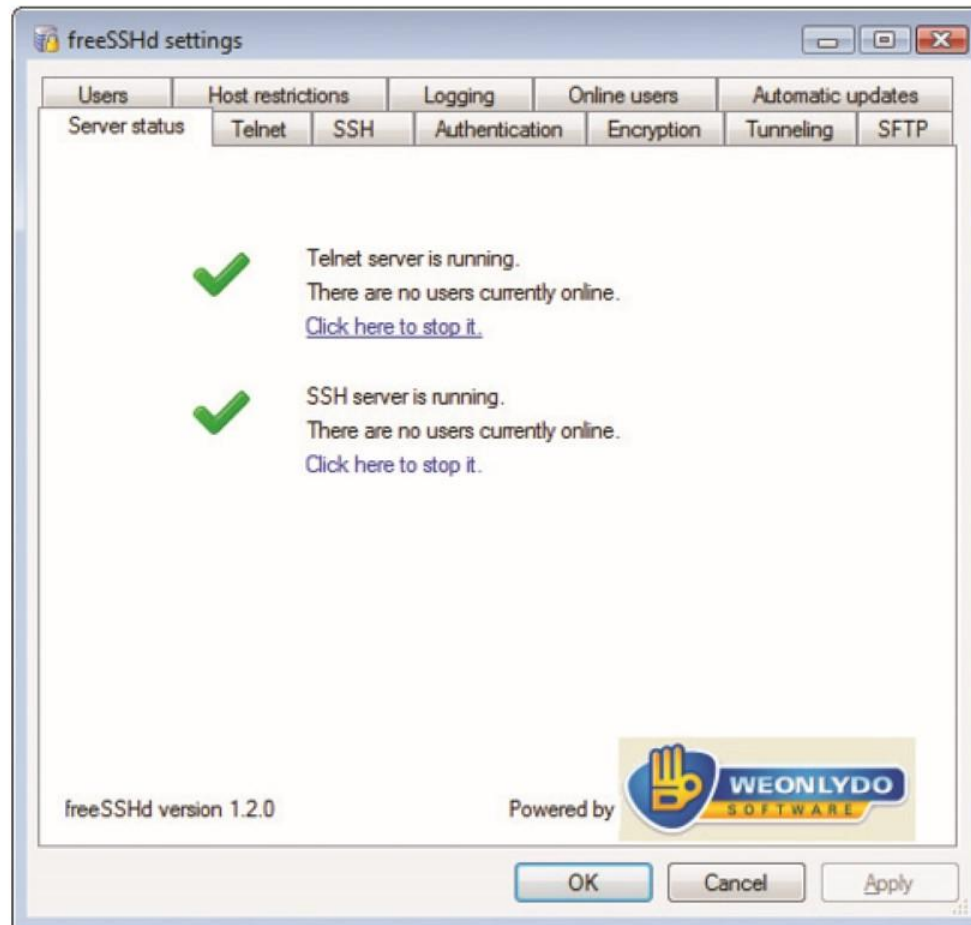 freeSSHd settings
Users Host restrictions Logging Online users Automatic updates
Server status Telnet SSH Authentication Encryption Tunneling SFTP
Telnet server is running.
There are no users currently online.
Click here to stop it.
SSH server is running.
There are no users currently online.
Click here to stop it.
freeSSHd version 1.2.0
Powered by
WEONLYDO
SOFTWARE
OK Cancel Apply